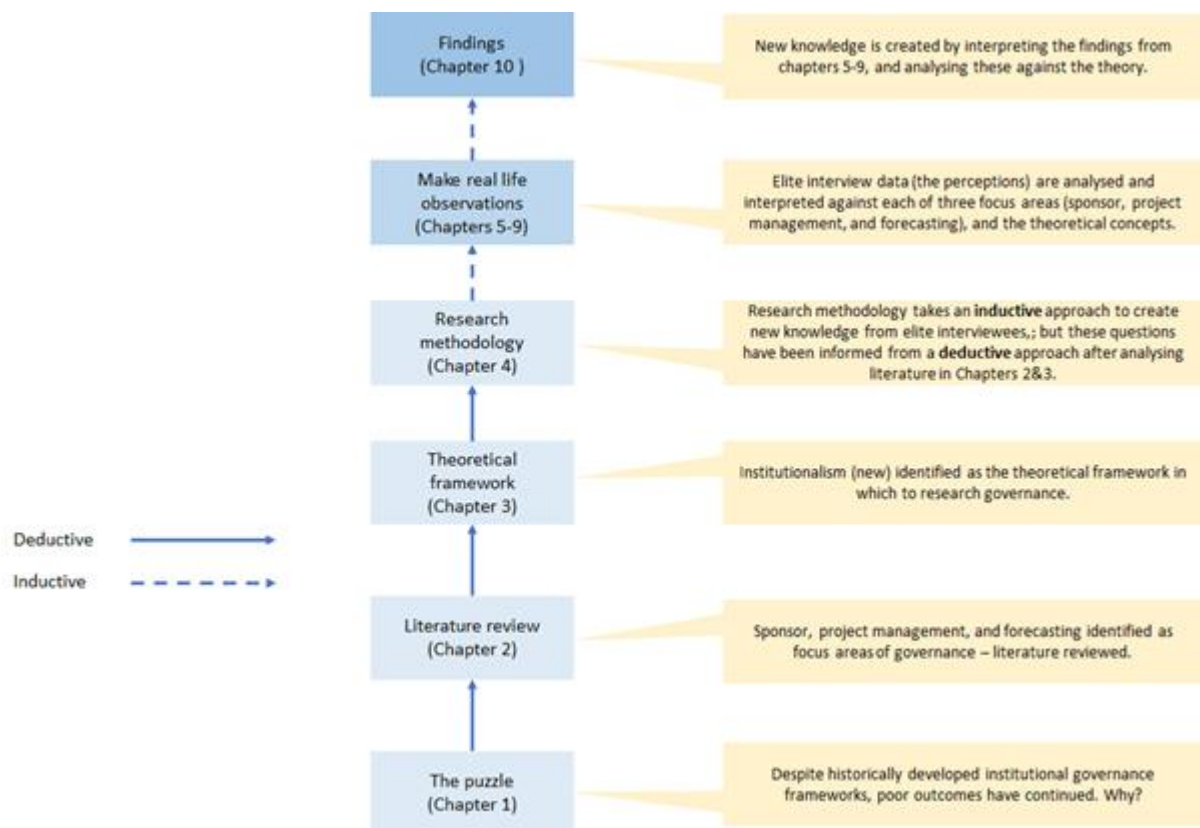 Findings
(Chapter 10 )
New knowledge is created by interpreting the findings from
chapters 5-9, and analysing these against the theory.
Make real life
observations
(Chapters 5-9)
Elite interview data (the perceptions) are analysed and
interpreted against each of three focus areas (sponsor, project
management, and forecasting), and the theoretical concepts.
Research
methodology
(Chapter 4)
Research methodology takes an inductive approach to create
new knowledge from elite interviewees,; but these questions
have been informed from a deductive approach after analysing
literature in Chapters 2&3.
Theoretical
framework
(Chapter 3)
Institutionalism (new) identified as the theoretical framework in
which to research governance.
Deductive
Inductive
Literature review
(Chapter 2)
Sponsor, project management, and forecasting identified as
focus areas of governance – literature reviewed.
The puzzle
(Chapter 1)
Despite historically developed institutional governance
frameworks, poor outcomes have continued. Why?